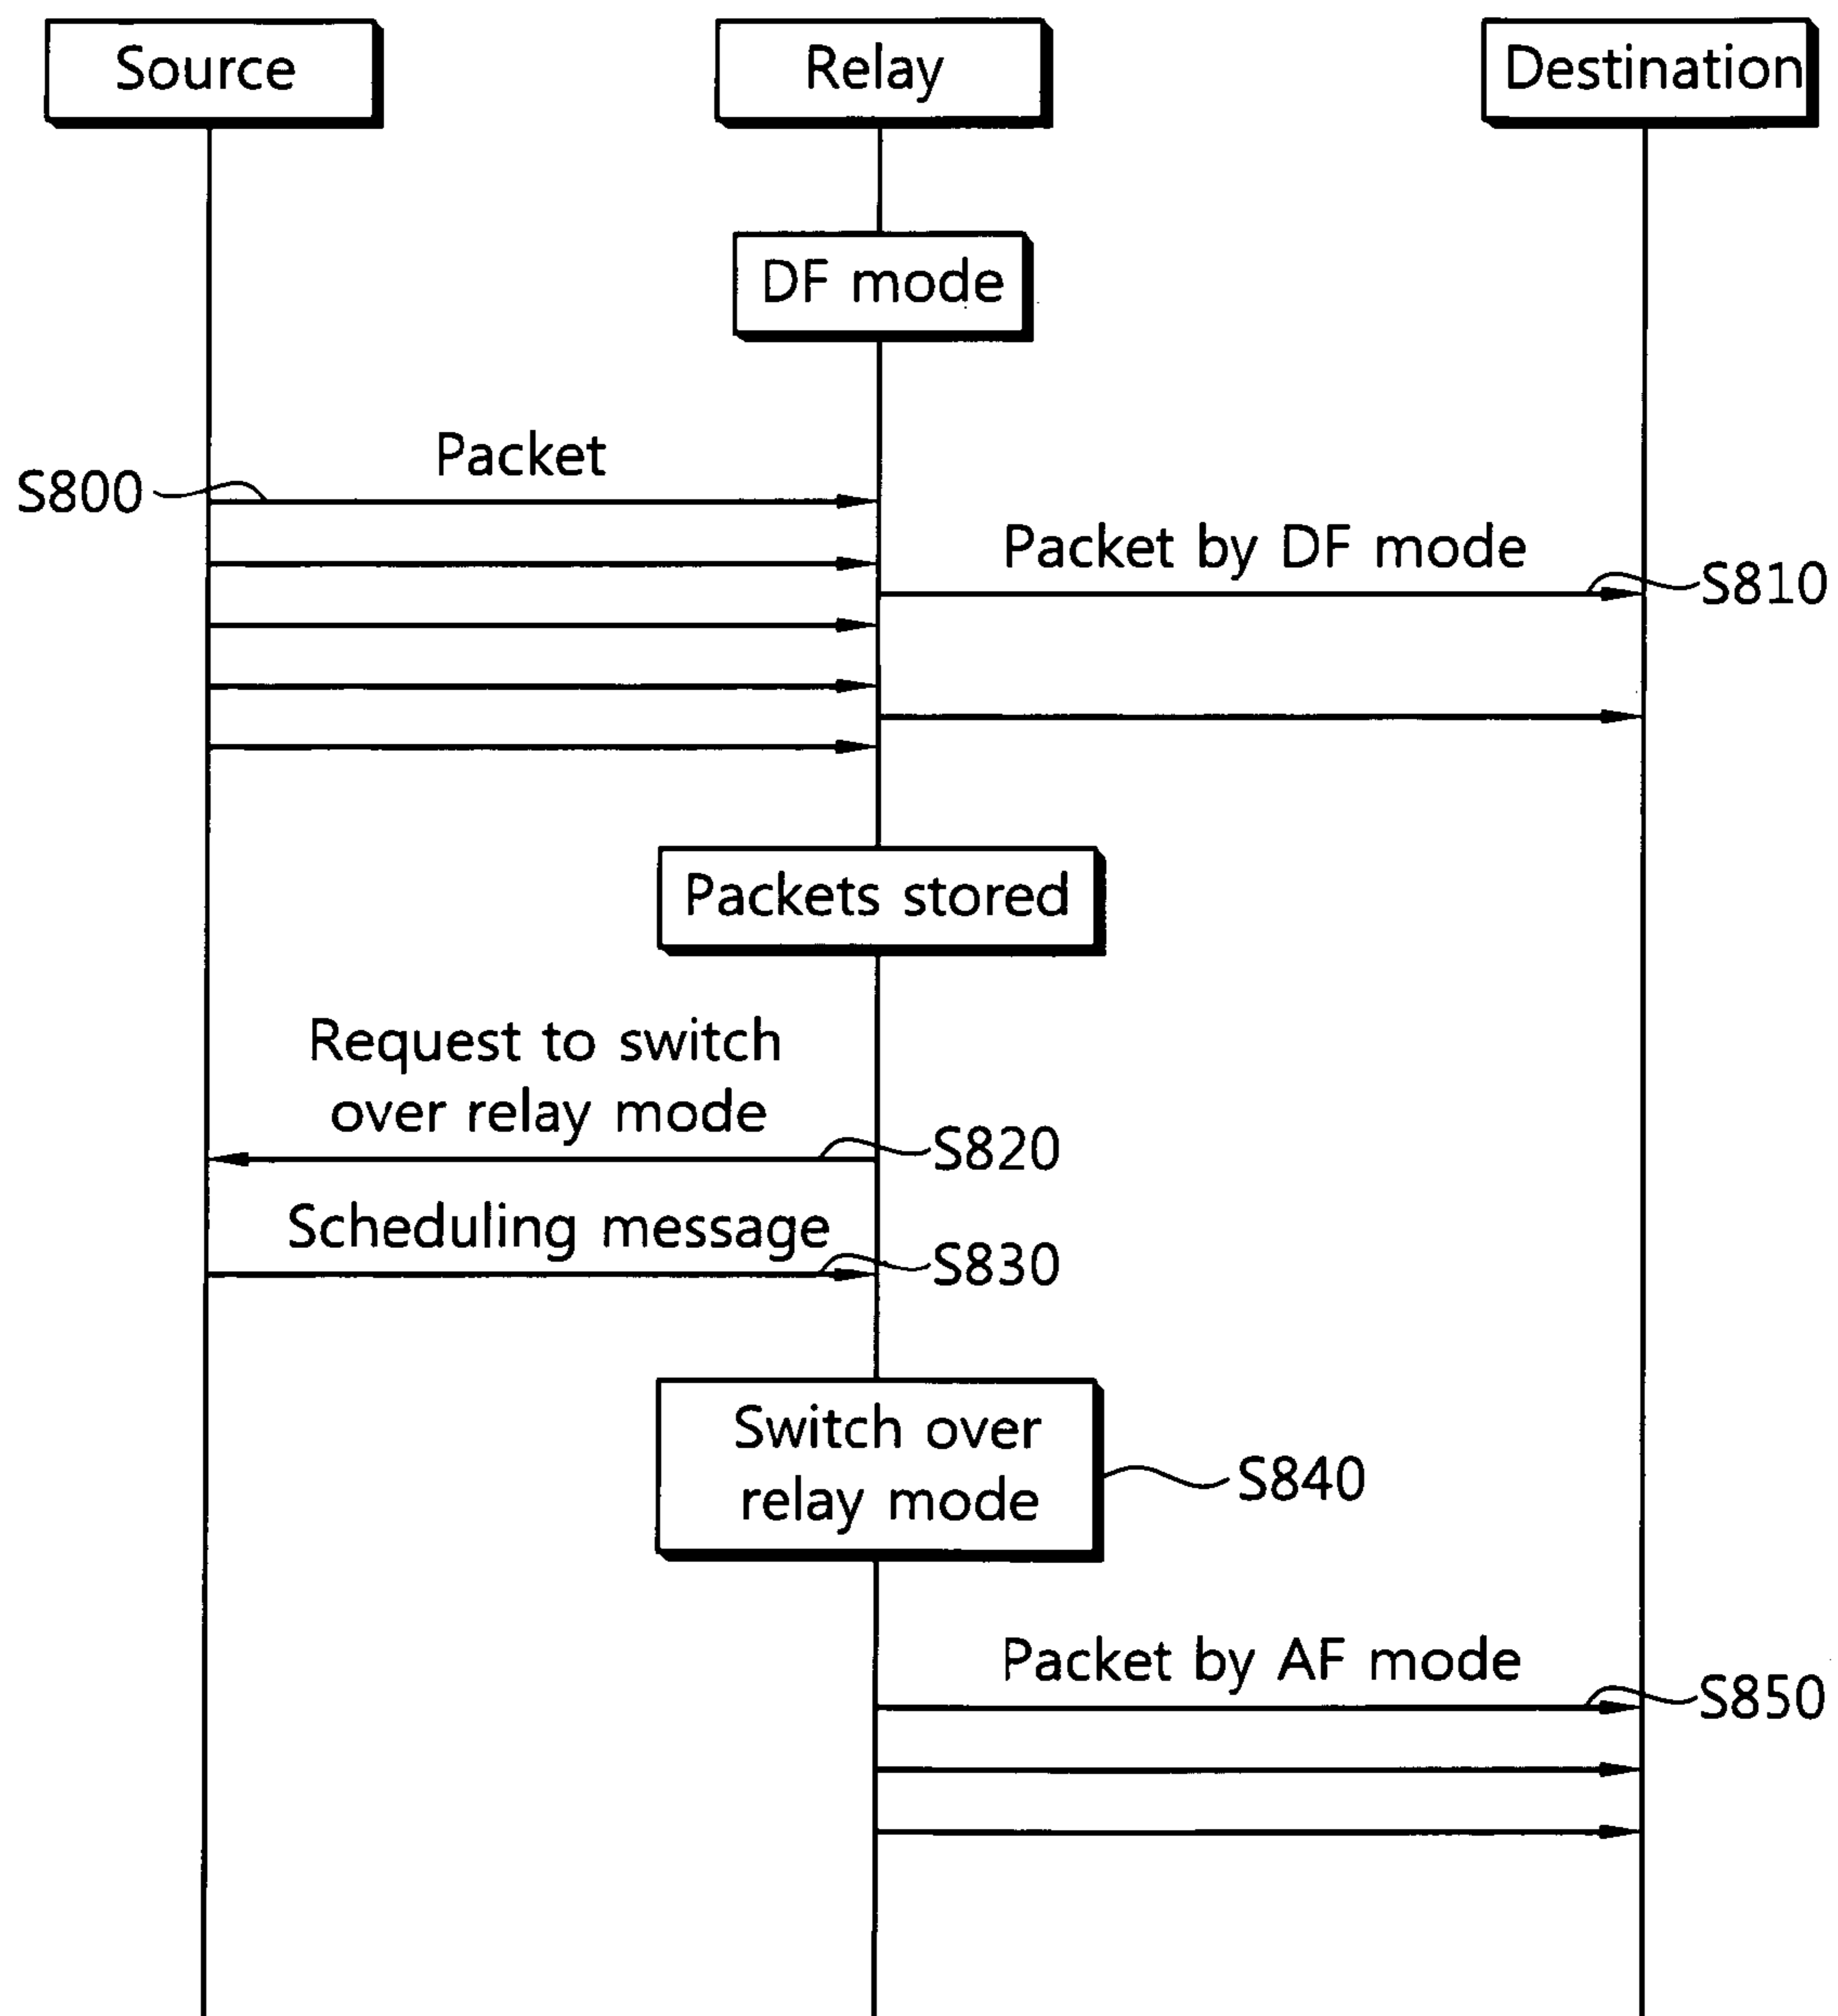 Source
Relay
Destination
DF mode
Packet
S800
Packet by DF mode
S810
Packets stored
Request to switch
over relay mode
S820
Scheduling message
S830
Switch over
relay mode
S840
Packet by AF mode
S850